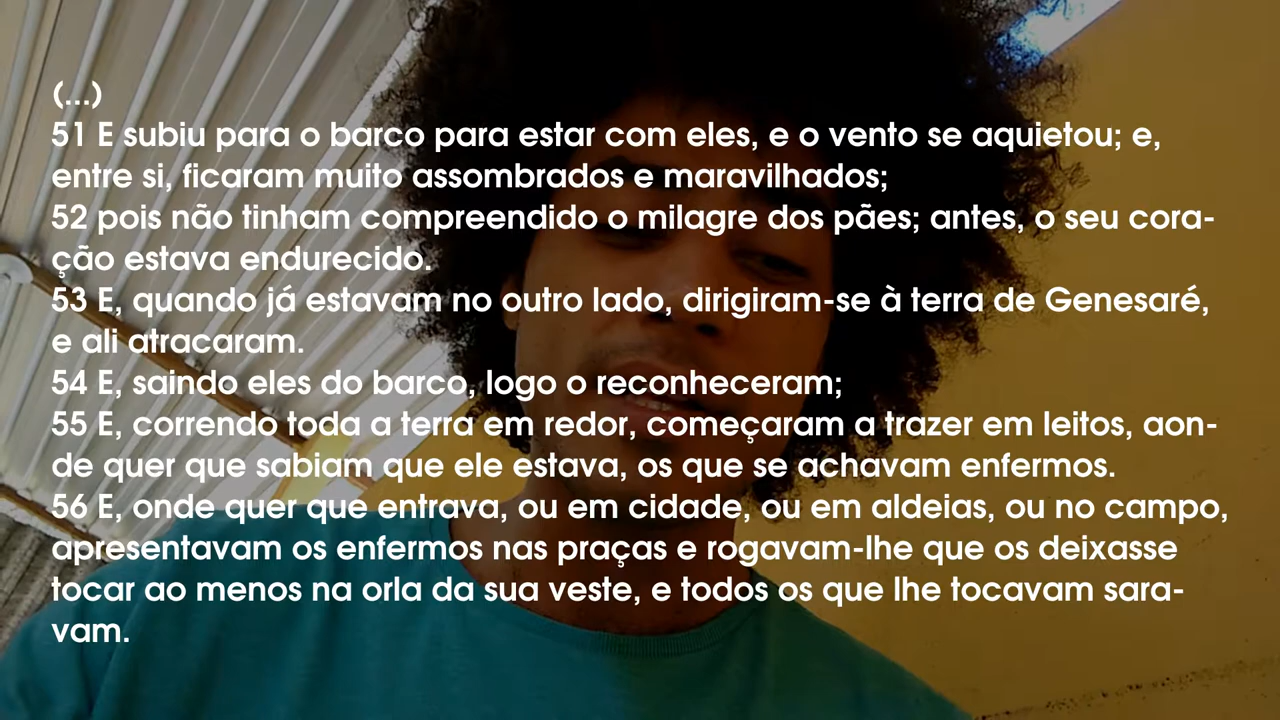 (...)
51 E subiu para o barco para estar com eles, e o vento se aquietou; e,
entre si, ficaram muito assombrados e maravilhados;
52 pois não tinham compreendido o milagre dos pães; antes, o seu cora-
ção estava endurecido.
53 E, quando já estavam no outro lado, dirigiram-se à terra de Genesaré,
e ali atracaram.
54 E, saindo eles do barco, logo o reconheceram;
55 E, correndo toda a terra em redor, começaram a trazer em leitos, aon-
de quer que sabiam que ele estava, os que se achavam enfermos.
56 E, onde quer que entrava, ou em cidade, ou em aldeias, ou no campo,
apresentavam os enfermos nas praças e rogavam-lhe que os deixasse
tocar ao menos na orla da sua veste, e todos os que lhe tocavam sara-
vam.